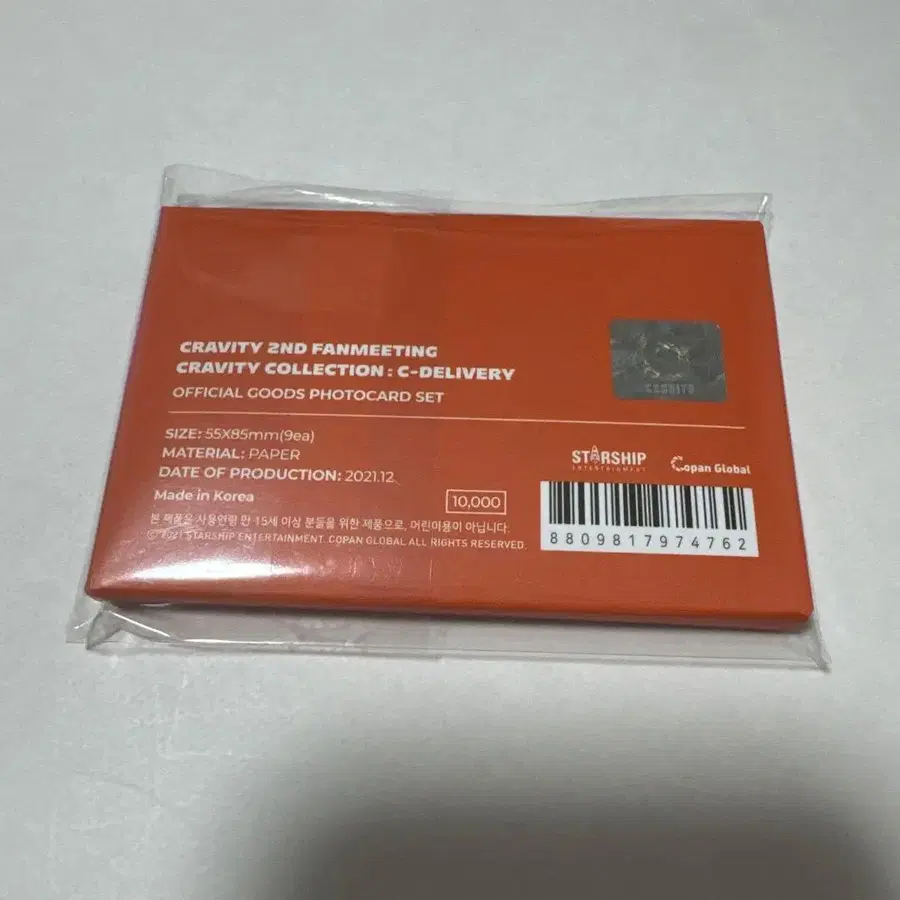 CRAVITY 2ND FANMEETING
CRAVITY COLLECTION : C-DELIVERY
OFFICIAL GOODS PHOTOCARD SET
SIZE: 55X85mm(9ea)
MATERIAL: PAPER
DATE OF PRODUCTION: 2021.12
Made in Korea
10,000
본 제품은 사용연령 만 15세 이상 분들을 위한 제품으로, 어린이용이 아닙니다.
ⓒ 2021 STARSHIP ENTERTAINMENT. COPAN GLOBAL ALL RIGHTS RESERVED.
CRAVITY
STARSHIP
ENTERTAINMENT
Copan Global
8809817974762